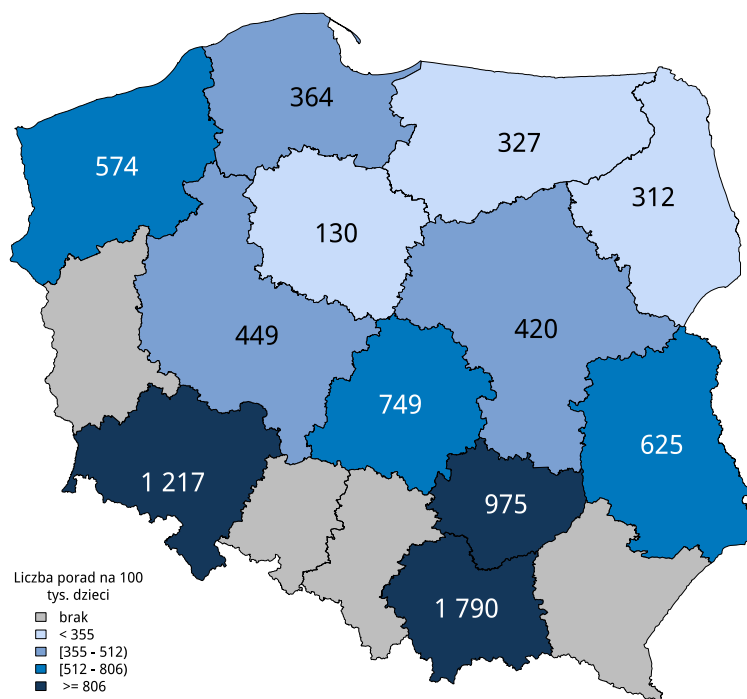 364
327
574
312
130
420
449
749
625
1 217
975
1 790
Liczba porad na 100
tys. dzieci
brak
< 355
[355 - 512)
[512 - 806)
>= 806